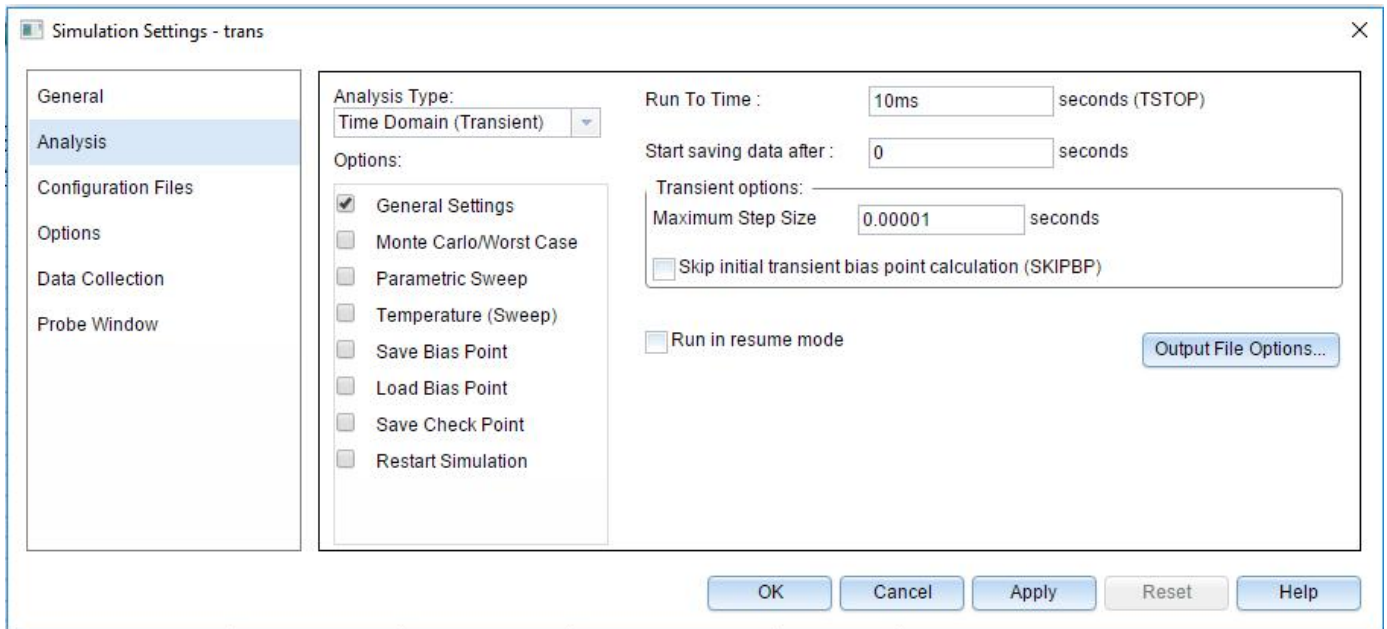 Simulation Settings - trans
General
Analysis
Configuration Files
Options
Data Collection
Probe Window
Analysis Type:
Time Domain (Transient)
Options:
General Settings
Monte Carlo/Worst Case
Parametric Sweep
Temperature (Sweep)
Save Bias Point
Load Bias Point
Save Check Point
Restart Simulation
Run To Time : 10ms seconds (TSTOP)
Start saving data after : 0 seconds
Transient options:
Maximum Step Size 0.00001 seconds
Skip initial transient bias point calculation (SKIPBP)
Run in resume mode
Output File Options...
OK Cancel Apply Reset Help